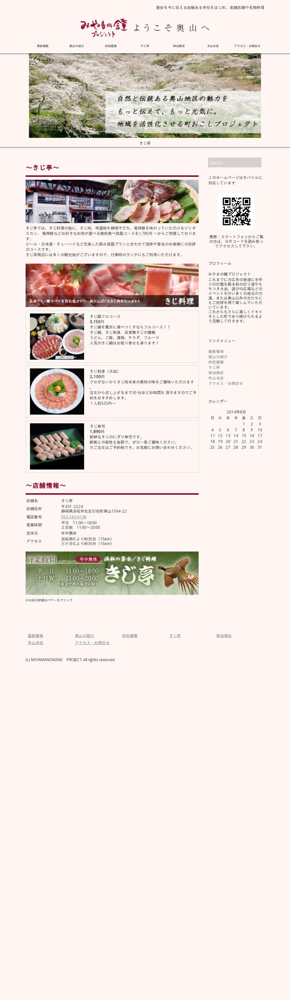 歴史を今に伝える由緒ある寺社をはじめ、老舗店舗や名物料理
みやまの鐘
プロジェクト
ようこそ奥山へ
最新情報 奥山の紹介 仲田建築 きじ亭 神谷商店 外山本店 アクセス・お問合せ
自然と伝統ある奥山地区の魅力を
もっと伝えて、もっと元気に。
地域を活性化させる町おこしプロジェクト
きじ亭
～きじ亭～
きじ亭
きじ亭では、きじ料理の他に、きじ肉、特選和牛静岡そだち、竜神豚を味わっていただけるジンギ
スカン、 竜神豚などお好きなお肉が選べる焼肉食べ放題コースを1,785円 ～からご用意しておりま
す。
ビール・日本酒・チューハイなど充実した飲み放題プランと合わせて団体や宴会のお客様に大好評
のコースです。
きじ亭周辺には多くの観光地がございますので、行楽時のランチにもご利用いただけます。
必須アミノ酸すべてを含む低カロリー高たんぱくなきじ肉をたっぷりと
きじ料理
きじ鍋フルコース
3,150円
きじ鍋を贅沢に食べつくすならフルコース！！
きじ鍋、きじ刺身、自家製きじの燻製
うどん、ご飯、漬物、サラダ、フルーツ
人気のきじ鍋はお取り寄せも承ります！
きじ刺身（大皿）
2,100円
クセがないからきじ肉本来の素材の味をご賞味いただけます
。
注文から召し上がるまで30 分ほどお時間を 頂きますのでご予
約をおすすめします。
１人前525円～
きじ寿司
1,890円
新鮮なきじのにぎり寿司です。
酢飯との相性も抜群で、ぜひ一度ご賞味ください。
※ご注文はご予約制です。お気軽にお問い合わせください。
～店舗情報～
店舗名 きじ亭
店舗住所 〒431-2224
静岡県浜松市北区引佐町奥山1594-22
電話番号 053-543-0138
営業時間 平日　11:00～18:00
土日祝　11:00～20:00
定休日 年中無休
アクセス 浜松西ICより約35分（15km）
三ケ日ICより約35分（15km）
営業時間 年中無休 浜松の宴会／きじ料理
平　日 11:00～18:00
土日祝 11:00～20:00
※宴会予約の場合は除く
きじ亭
※お店の詳細はバナーをクリック
Search …
このホームページはモバイルに
対応しています
携帯・スマートフォンからご覧
の方は、ＱＲコードを読み取っ
てアクセスして下さい。
プロフィール
みやまの鐘プロジェクト
これまでに方広寺の参道に手作
りの灯籠を飾る和の灯り道やも
ちつき大会、遊びの広場などの
イベントを行い多くの地元の方
達、または奥山以外の方たちに
もご好評を得て楽しんでいただ
いています。
これからもさらに楽しくイキイ
キとした町であり続けられるよ
う活動して行きます。
リンクメニュー
最新情報
奥山の紹介
仲田建築
きじ亭
神谷商店
外山本店
アクセス・お問合せ
カレンダー
2014年8月
月 火 水 木 金 土 日
1 2 3
4 5 6 7 8 9 10
11 12 13 14 15 16 17
18 19 20 21 22 23 24
25 26 27 28 29 30 31
最新情報 奥山の紹介 仲田建築 きじ亭 神谷商店
外山本店 アクセス・お問合せ
(c) MIYAMANOKANE　PROJECT All rights reserved